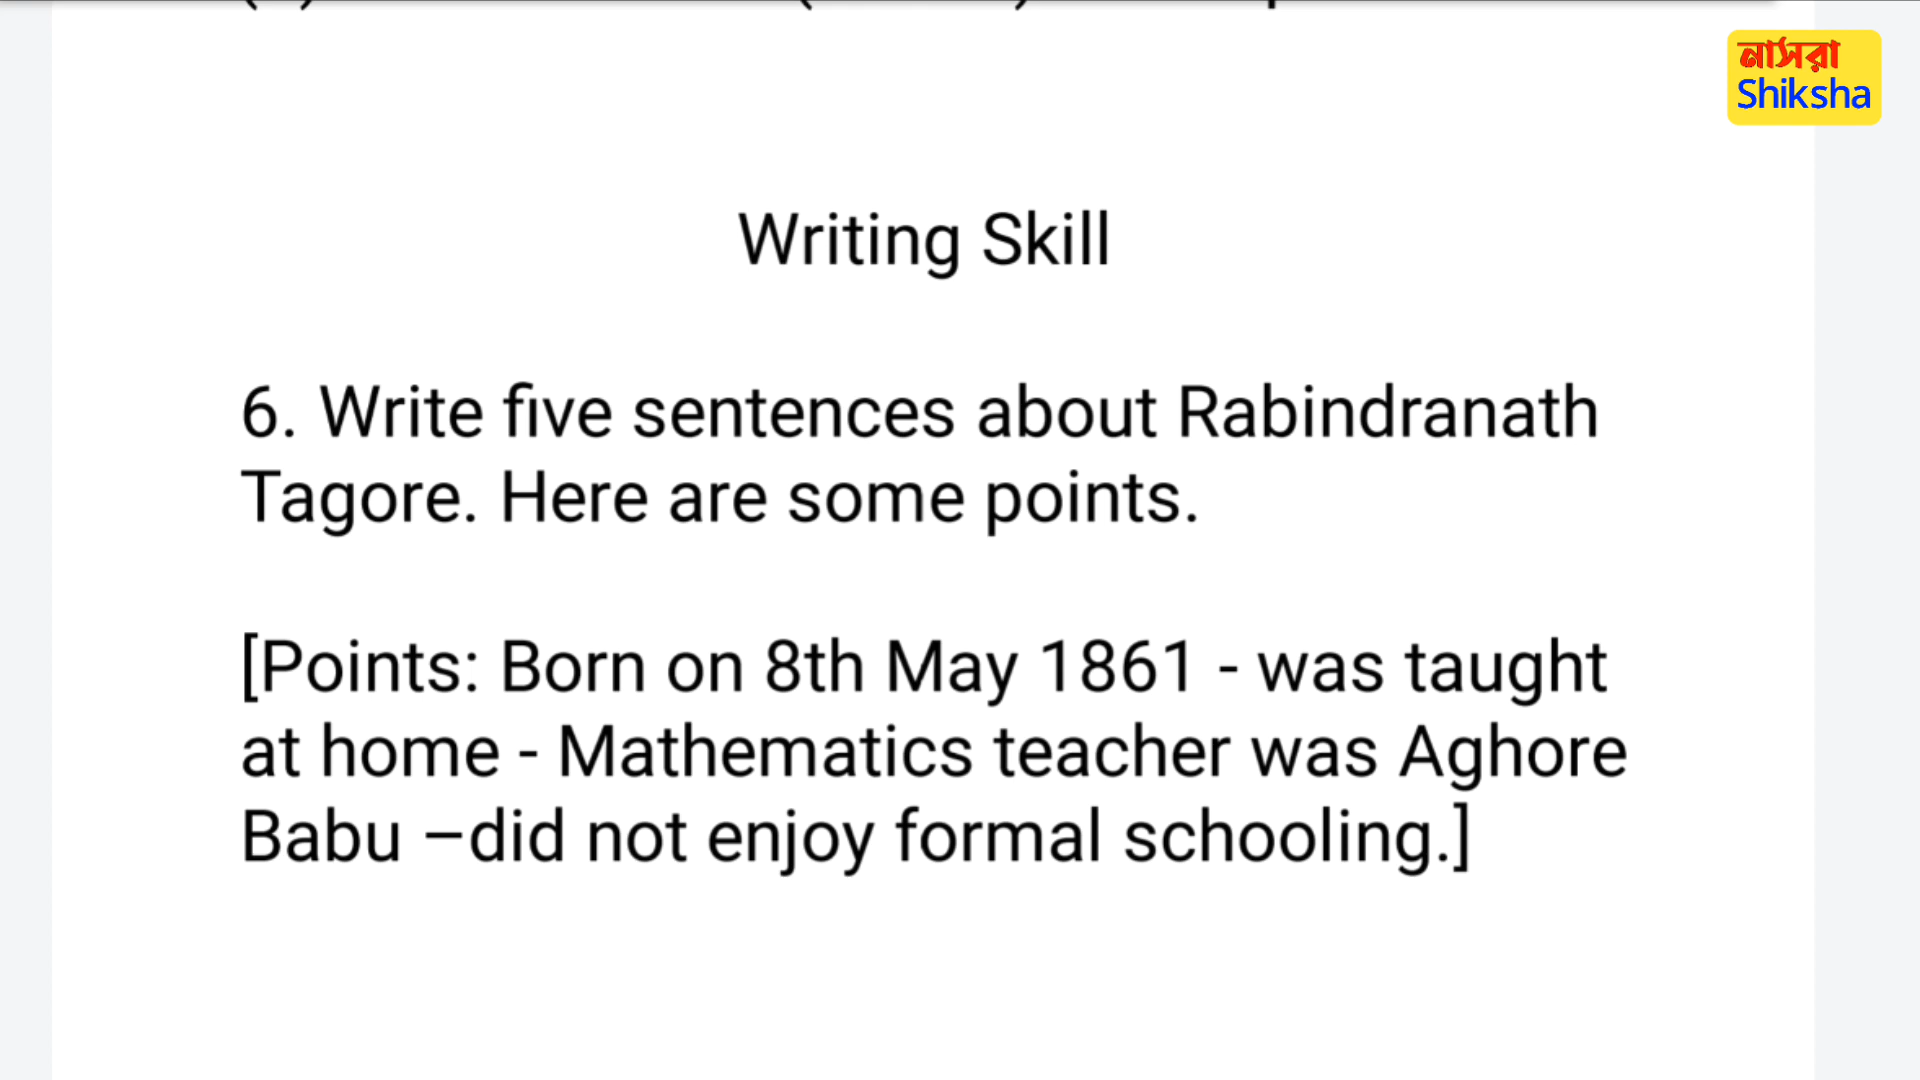 নাসরা
Shiksha
Writing Skill
6. Write five sentences about Rabindranath
Tagore. Here are some points.
[Points: Born on 8th May 1861 - was taught
at home - Mathematics teacher was Aghore
Babu –did not enjoy formal schooling.]